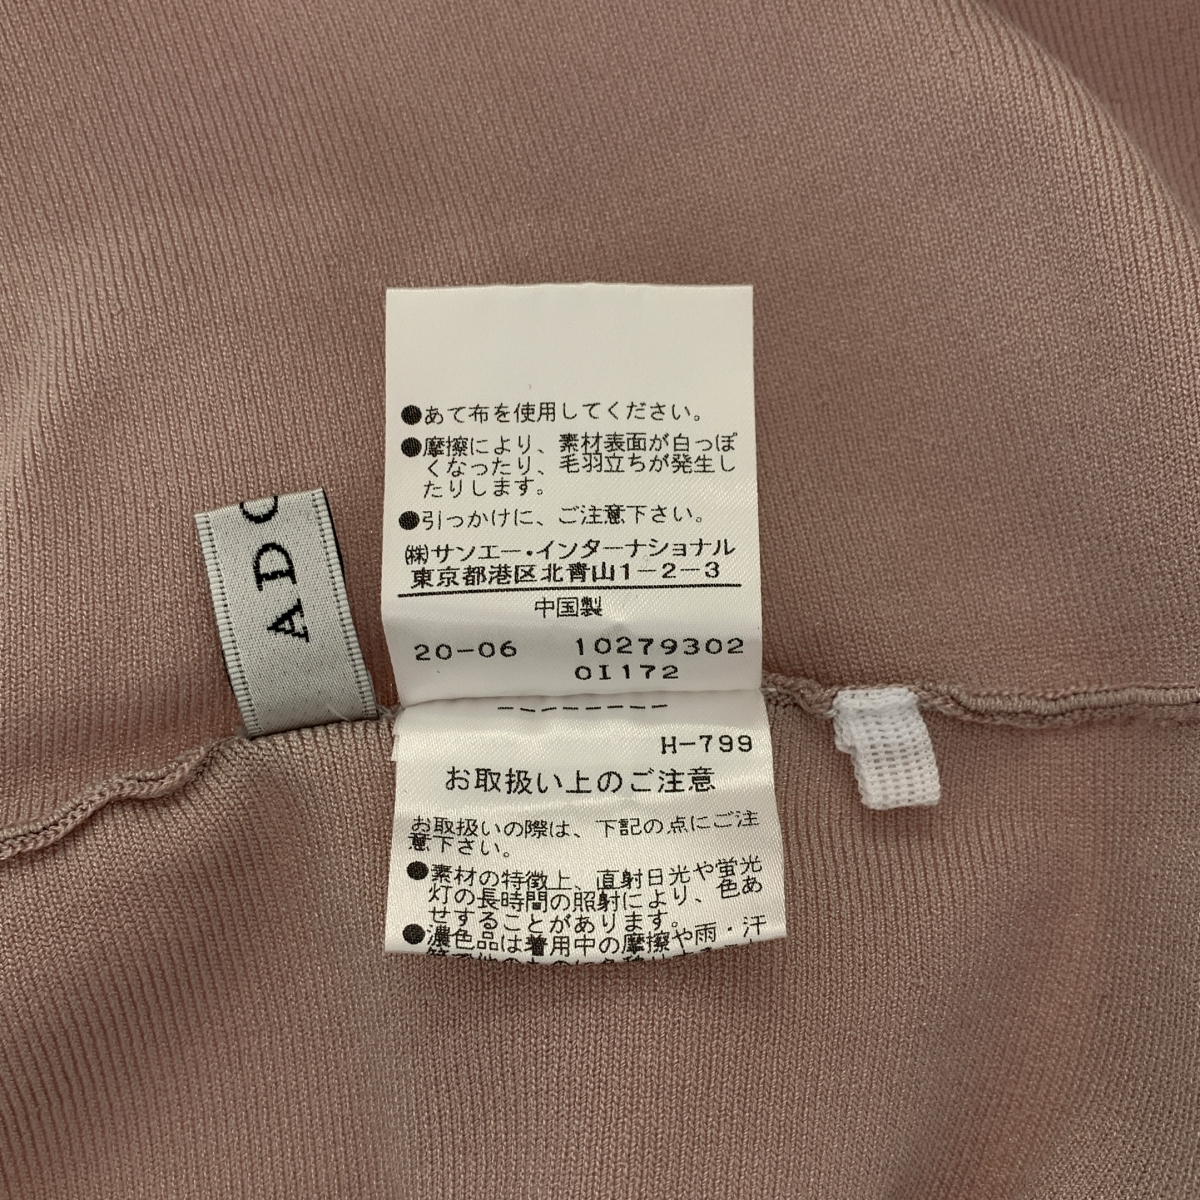 ●あて布を使用してください。
●摩擦により、素材表面が白っぽ
くなったり、毛羽立ちが発生し
たりします。
●引っかけに、ご注意下さい。
㈱サンエー・インターナショナル
東京都港区北青山1-2-3
中国製
20-06 10279302
0I172
H-799
お取扱い上のご注意
お取扱いの際は、下記の点にご注
意下さい。
●素材の特徴上、直射日光や蛍光
灯の長時間の照射により、色あ
せすることがあります。
●濃色品は着用中の摩擦や雨・汗
AD